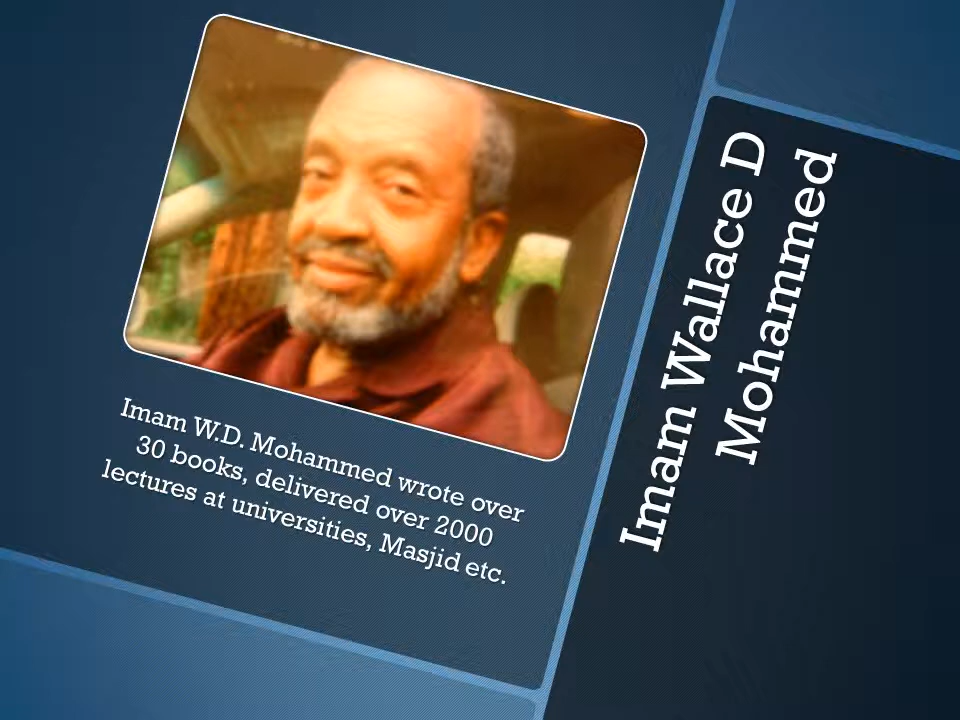 Imam Wallace D
Mohammed
Imam W.D. Mohammed wrote over
30 books, delivered over 2000
lectures at universities, Masjid etc.